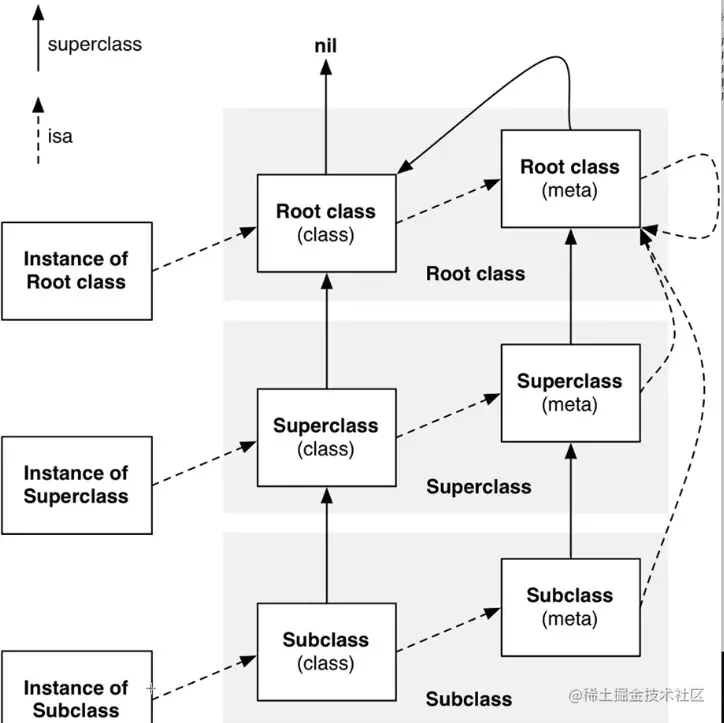 superclass
isa
nil
Root class
(meta)
Root class
(class)
Instance of
Root class
Root class
Superclass
(meta)
Superclass
(class)
Instance of
Superclass
Superclass
Subclass
(meta)
Subclass
(class)
Instance of
Subclass
Subclass
@稀土掘金技术社区